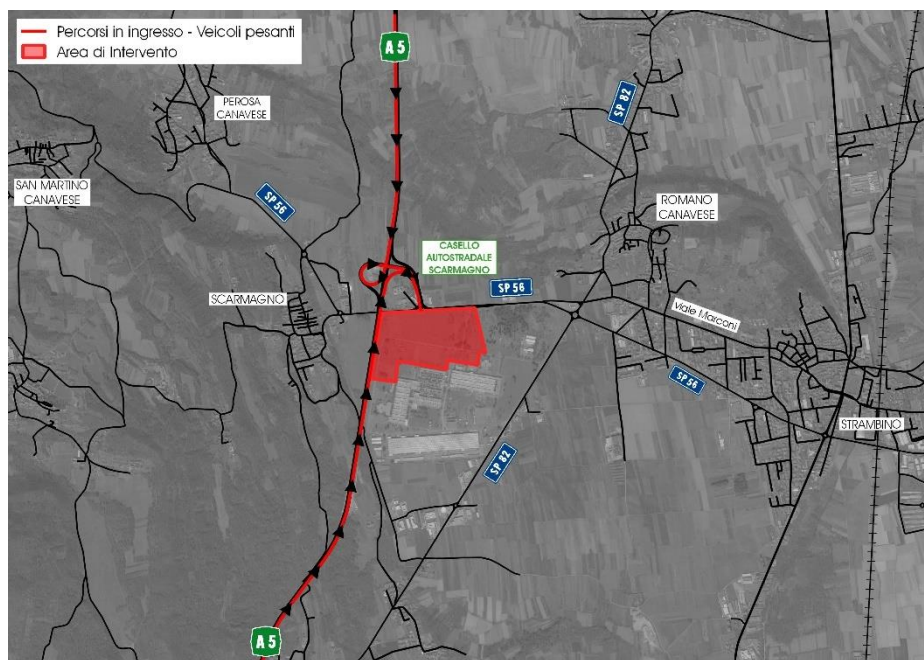 Percorsi in ingresso - Veicoli pesanti
Area di Intervento
A 5
SP 82
PEROSA
CANAVESE
SAN MARTINO
CANAVESE
SP 56
ROMANO
CANAVESE
CASELLO
AUTOSTRADALE
SCARMAGNO
SP 56
SCARMAGNO
viale Marconi
SP 56
STRAMBINO
SP 82
A 5